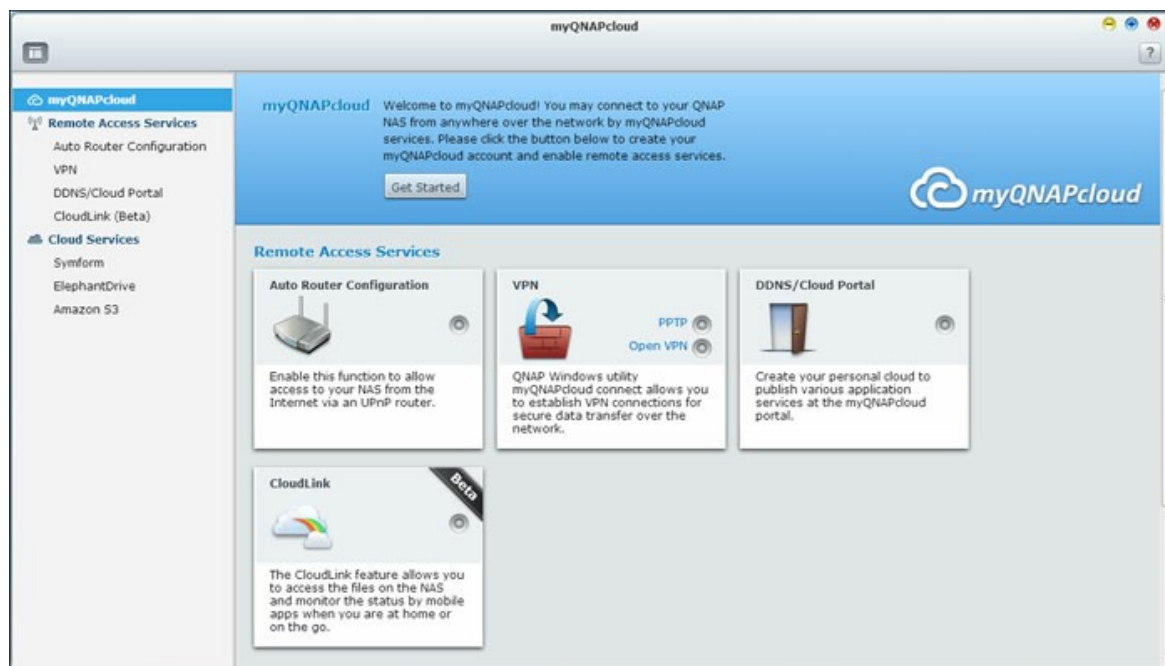 myQNAPcloud
?
myQNAPcloud
Remote Access Services
Auto Router Configuration
VPN
DDNS/Cloud Portal
CloudLink (Beta)
Cloud Services
Symform
ElephantDrive
Amazon S3
myQNAPcloud
Welcome to myQNAPcloud! You may connect to your QNAP
NAS from anywhere over the network by myQNAPcloud
services. Please click the button below to create your
myQNAPcloud account and enable remote access services.
Get Started
myQNAPcloud
Remote Access Services
Auto Router Configuration
Enable this function to allow
access to your NAS from the
Internet via an UPnP router.
VPN
PPTP
Open VPN
QNAP Windows utility
myQNAPcloud connect allows you
to establish VPN connections for
secure data transfer over the
network.
DDNS/Cloud Portal
Create your personal cloud to
publish various application
services at the myQNAPcloud
portal.
CloudLink
Beta
The CloudLink feature allows you
to access the files on the NAS
and monitor the status by mobile
apps when you are at home or
on the go.